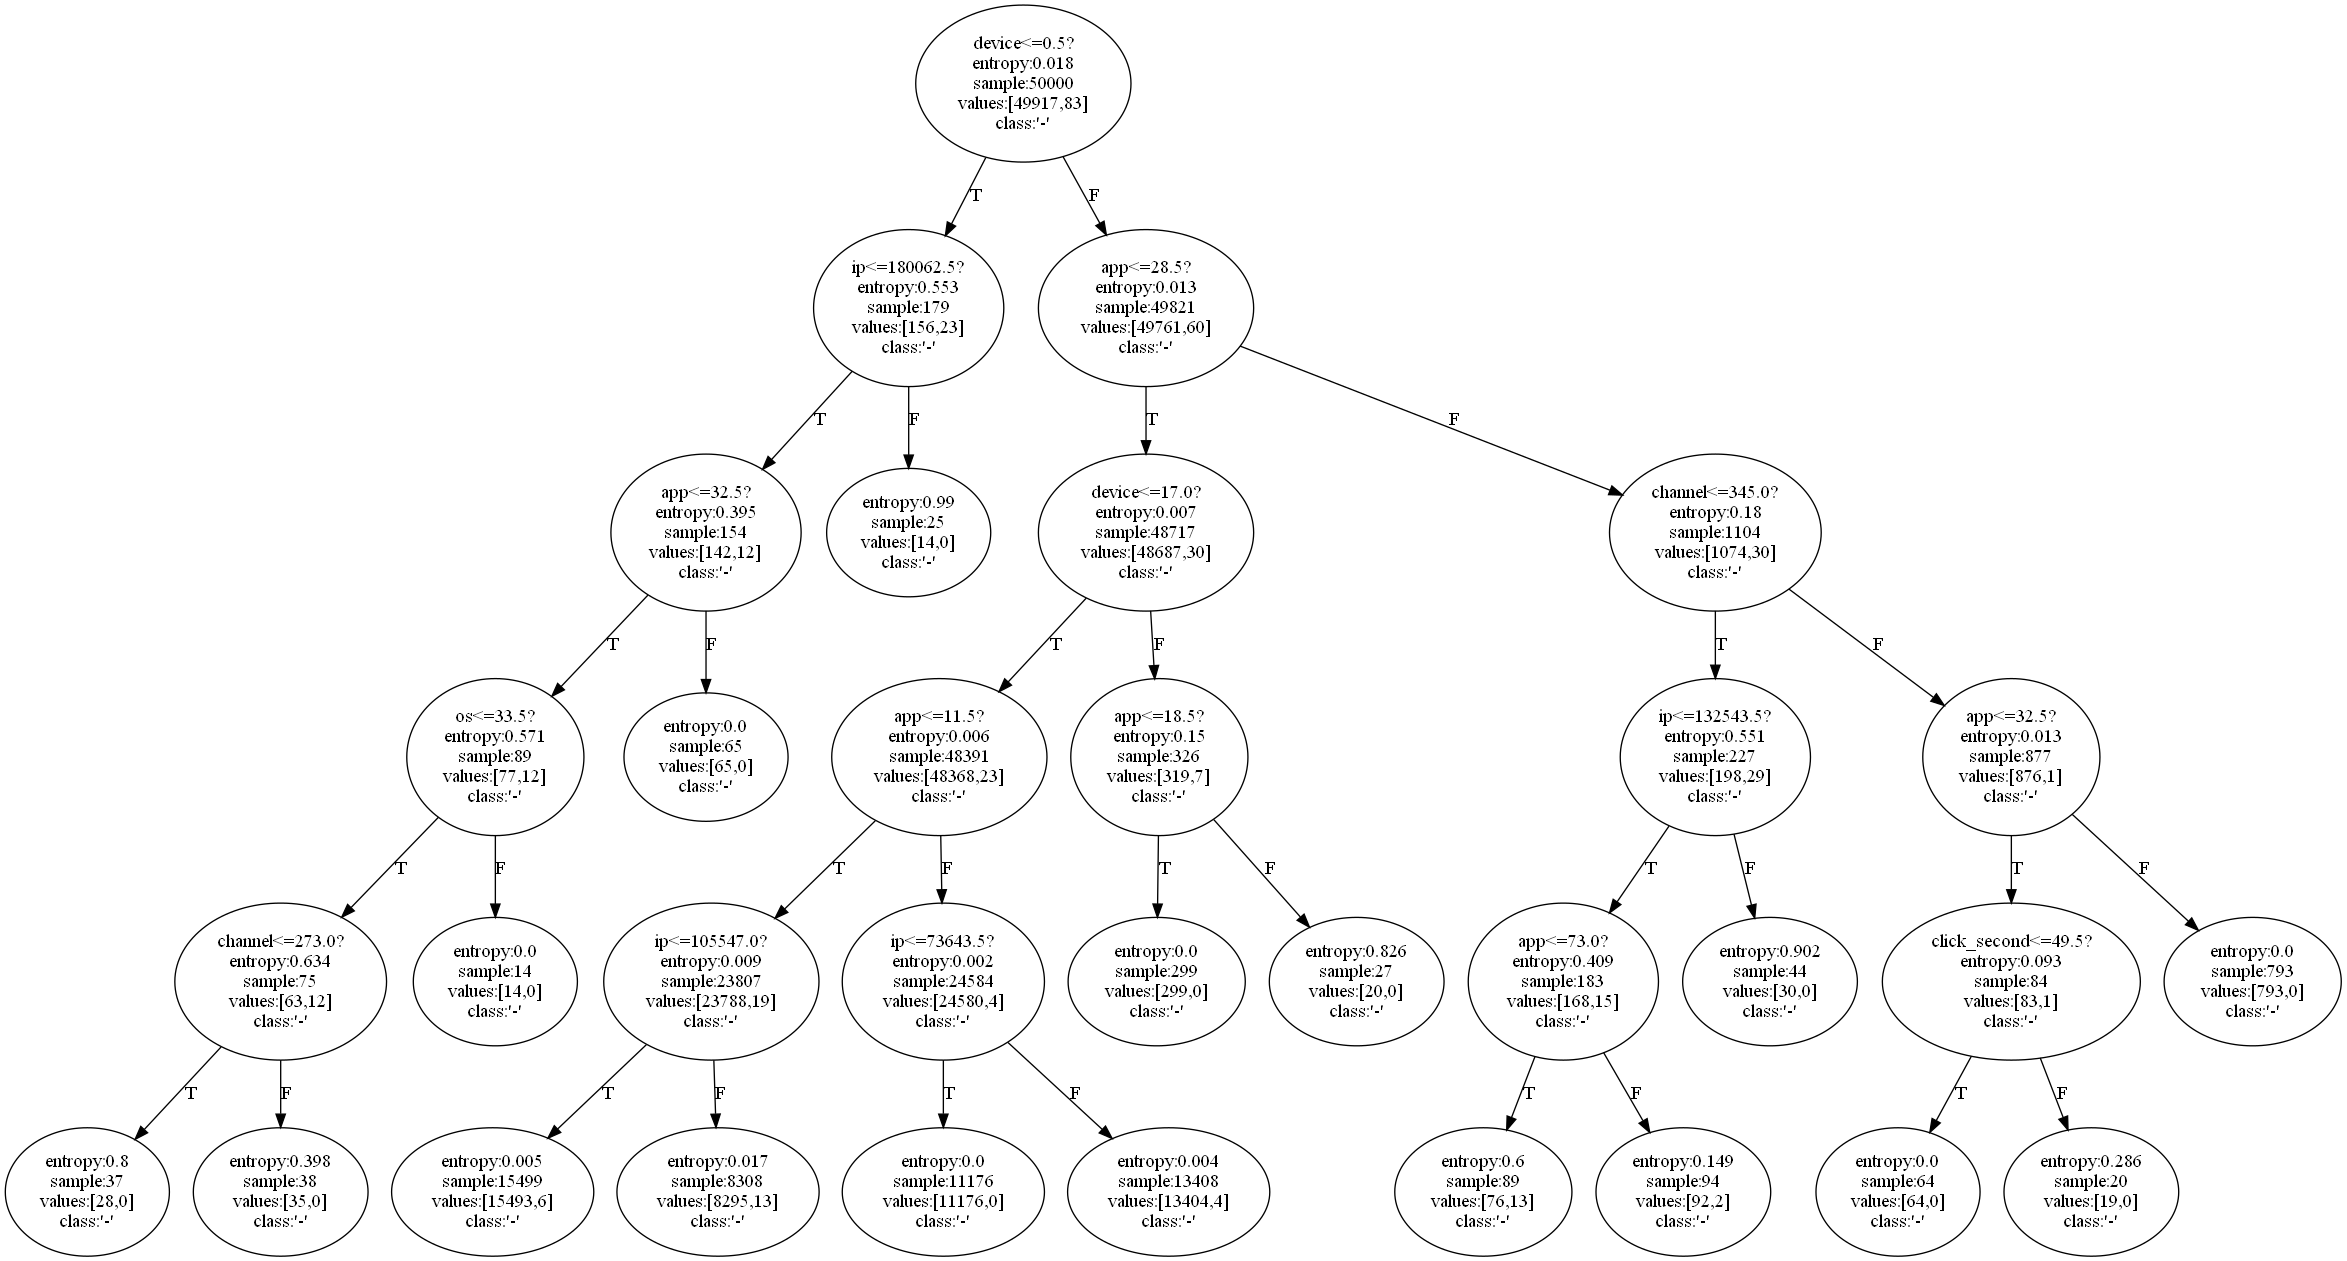 device<=0.5?
entropy:0.018
sample:50000
values:[49917,83]
class:'-'
T
F
ip<=180062.5?
entropy:0.553
sample:179
values:[156,23]
class:'-'
app<=28.5?
entropy:0.013
sample:49821
values:[49761,60]
class:'-'
T
F
T
F
app<=32.5?
entropy:0.395
sample:154
values:[142,12]
class:'-'
entropy:0.99
sample:25
values:[14,0]
class:'-'
device<=17.0?
entropy:0.007
sample:48717
values:[48687,30]
class:'-'
channel<=345.0?
entropy:0.18
sample:1104
values:[1074,30]
class:'-'
T
F
T
F
T
F
os<=33.5?
entropy:0.571
sample:89
values:[77,12]
class:'-'
entropy:0.0
sample:65
values:[65,0]
class:'-'
app<=11.5?
entropy:0.006
sample:48391
values:[48368,23]
class:'-'
app<=18.5?
entropy:0.15
sample:326
values:[319,7]
class:'-'
ip<=132543.5?
entropy:0.551
sample:227
values:[198,29]
class:'-'
app<=32.5?
entropy:0.013
sample:877
values:[876,1]
class:'-'
T
F
T
F
T
F
T
F
T
F
channel<=273.0?
entropy:0.634
sample:75
values:[63,12]
class:'-'
entropy:0.0
sample:14
values:[14,0]
class:'-'
ip<=105547.0?
entropy:0.009
sample:23807
values:[23788,19]
class:'-'
ip<=73643.5?
entropy:0.002
sample:24584
values:[24580,4]
class:'-'
entropy:0.0
sample:299
values:[299,0]
class:'-'
entropy:0.826
sample:27
values:[20,0]
class:'-'
app<=73.0?
entropy:0.409
sample:183
values:[168,15]
class:'-'
entropy:0.902
sample:44
values:[30,0]
class:'-'
click_second<=49.5?
entropy:0.093
sample:84
values:[83,1]
class:'-'
entropy:0.0
sample:793
values:[793,0]
class:'-'
T
F
T
F
T
F
T
F
T
F
entropy:0.8
sample:37
values:[28,0]
class:'-'
entropy:0.398
sample:38
values:[35,0]
class:'-'
entropy:0.005
sample:15499
values:[15493,6]
class:'-'
entropy:0.017
sample:8308
values:[8295,13]
class:'-'
entropy:0.0
sample:11176
values:[11176,0]
class:'-'
entropy:0.004
sample:13408
values:[13404,4]
class:'-'
entropy:0.6
sample:89
values:[76,13]
class:'-'
entropy:0.149
sample:94
values:[92,2]
class:'-'
entropy:0.0
sample:64
values:[64,0]
class:'-'
entropy:0.286
sample:20
values:[19,0]
class:'-'